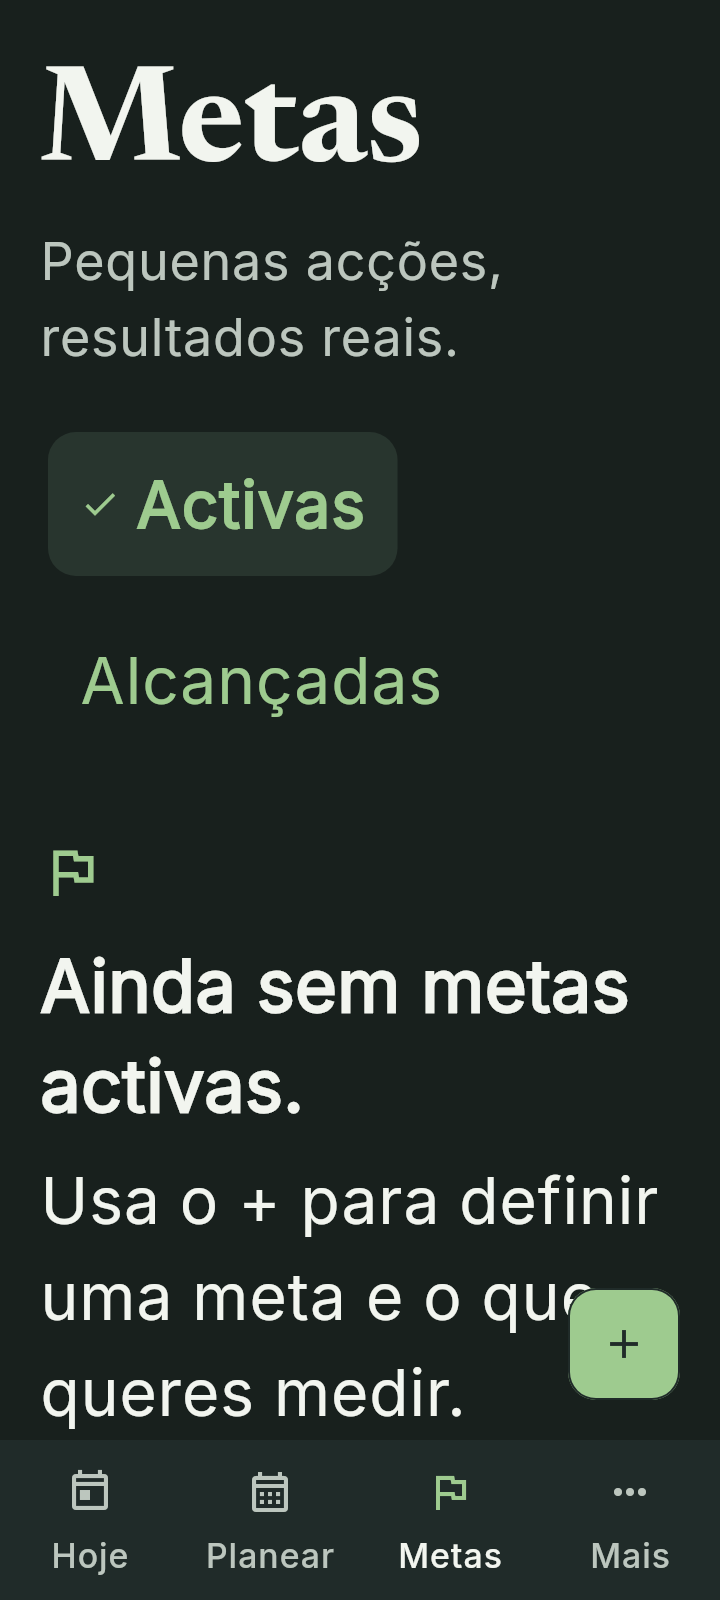 Metas
Pequenas acções,
resultados reais.
Activas
Alcançadas
Ainda sem metas
activas.
Usa o + para definir
uma meta e o que
queres medir.
Hoje
Planear
Metas
Mais